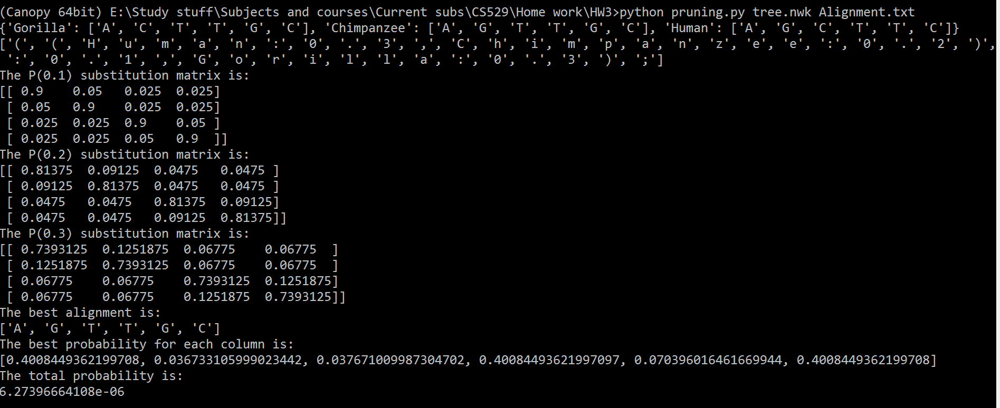 (Canopy 64bit) E:\Study stuff\Subjects and courses\Current subs\CS529\Home work\HW3>python pruning.py tree.nwk Alignment.txt
{'Gorilla': ['A', 'C', 'T', 'T', 'G', 'C'], 'Chimpanzee': ['A', 'G', 'T', 'T', 'G', 'C'], 'Human': ['A', 'G', 'C', 'T', 'T', 'C']}
['(', '(', 'H', 'u', 'm', 'a', 'n', ':', '0', '.', '3', ',', 'C', 'h', 'i', 'm', 'p', 'a', 'n', 'z', 'e', 'e', ':', '0', '.', '2', ')',
 ':', '0', '.', '1', ',', 'G', 'o', 'r', 'i', 'l', 'l', 'a', ':', '0', '.', '3', ')', ';']
The P(0.1) substitution matrix is:
[[ 0.9    0.05   0.025  0.025]
 [ 0.05   0.9    0.025  0.025]
 [ 0.025  0.025  0.9    0.05 ]
 [ 0.025  0.025  0.05   0.9  ]]
The P(0.2) substitution matrix is:
[[ 0.81375  0.09125  0.0475   0.0475 ]
 [ 0.09125  0.81375  0.0475   0.0475 ]
 [ 0.0475   0.0475   0.81375  0.09125]
 [ 0.0475   0.0475   0.09125  0.81375]]
The P(0.3) substitution matrix is:
[[ 0.7393125  0.1251875  0.06775    0.06775  ]
 [ 0.1251875  0.7393125  0.06775    0.06775  ]
 [ 0.06775    0.06775    0.7393125  0.1251875]
 [ 0.06775    0.06775    0.1251875  0.7393125]]
The best alignment is:
['A', 'G', 'T', 'T', 'G', 'C']
The best probability for each column is:
[0.4008449362199708, 0.036733105999023442, 0.037671009987304702, 0.40084493621997097, 0.070396016461669944, 0.4008449362199708]
The total probability is:
6.27396664108e-06